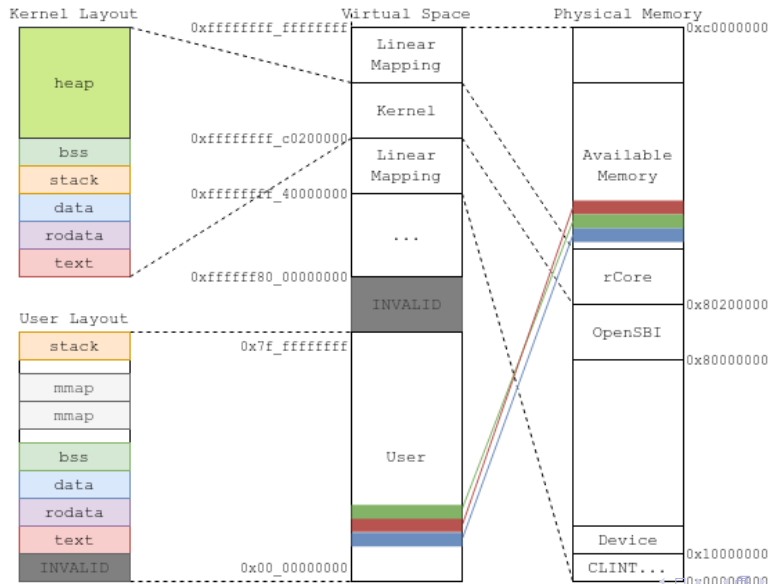 Kernel Layout
heap
bss
stack
data
rodata
text
User Layout
stack
mmap
mmap
bss
data
rodata
text
INVALID
Virtual Space
0xffffffff_ffffffff
0xffffffff_c0200000
0xffffffff_40000000
0xffffff80_00000000
0x7f_ffffffff
0x00_00000000
Linear
Mapping
Kernel
Linear
Mapping
...
INVALID
User
Physical Memory
0xc0000000
Available
Memory
rCore
0x80200000
OpenSBI
0x80000000
Device
0x10000000
CLINT...
0x00000000